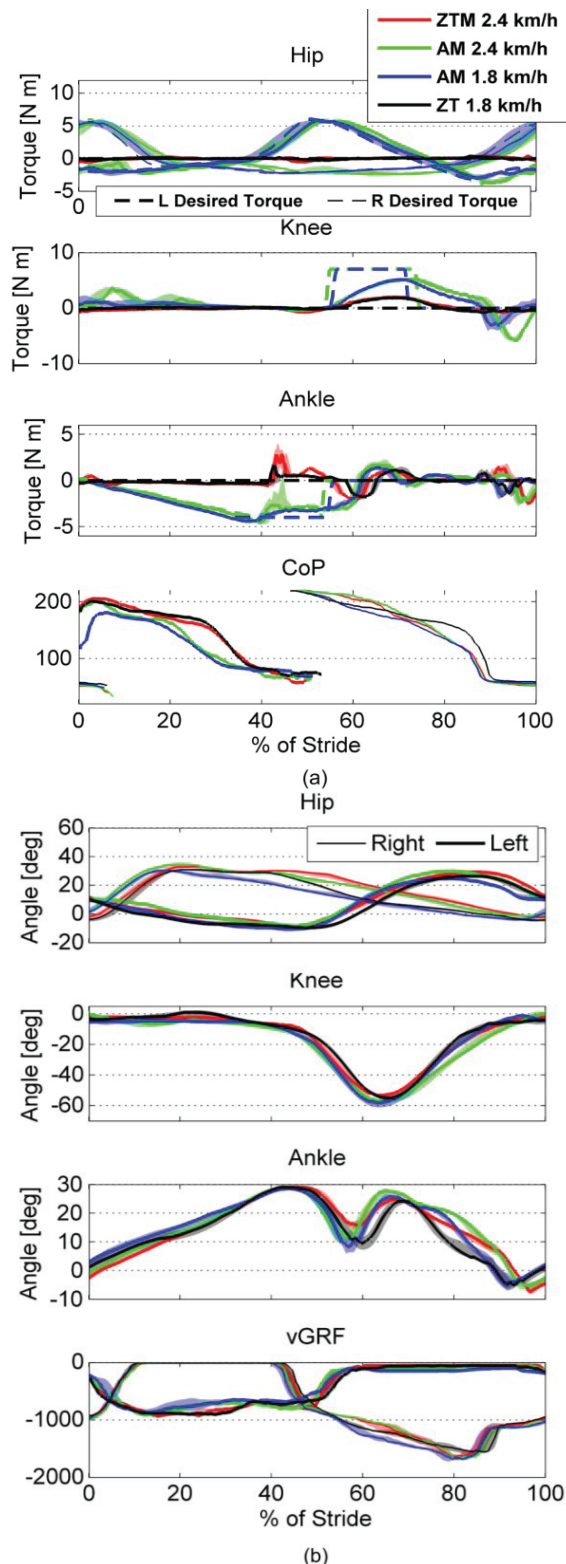 ZTM 2.4 km/h
AM 2.4 km/h
AM 1.8 km/h
ZT 1.8 km/h
Hip
Torque [N m]
10
5
0
-5
0
L Desired Torque R Desired Torque
Knee
Torque [N m]
10
0
-10
Ankle
Torque [N m]
5
0
-5
CoP
200
100
0 20 40 60 80 100
% of Stride
(a)
Hip
Angle [deg]
60
40
20
0
-20
Right Left
Knee
Angle [deg]
0
-20
-40
-60
Ankle
Angle [deg]
30
20
10
0
-10
vGRF
0
-1000
-2000
0 20 40 60 80 100
% of Stride
(b)